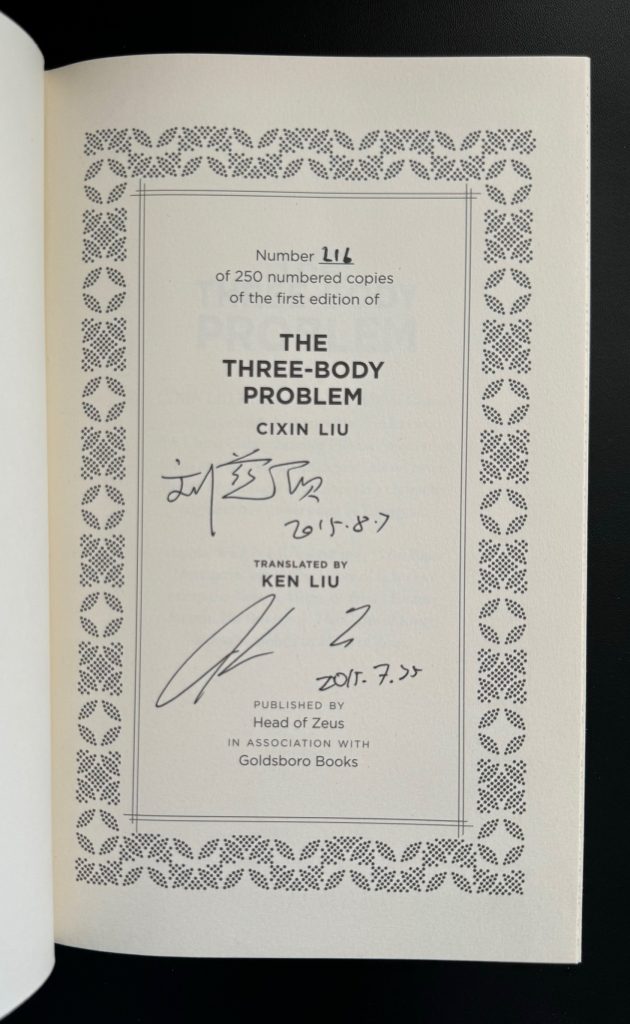 Number 216
of 250 numbered copies
of the first edition of
THE
THREE-BODY
PROBLEM
CIXIN LIU
刘慈欣
2015.8.7
TRANSLATED BY
KEN LIU
2015.7.25
PUBLISHED BY
Head of Zeus
IN ASSOCIATION WITH
Goldsboro Books